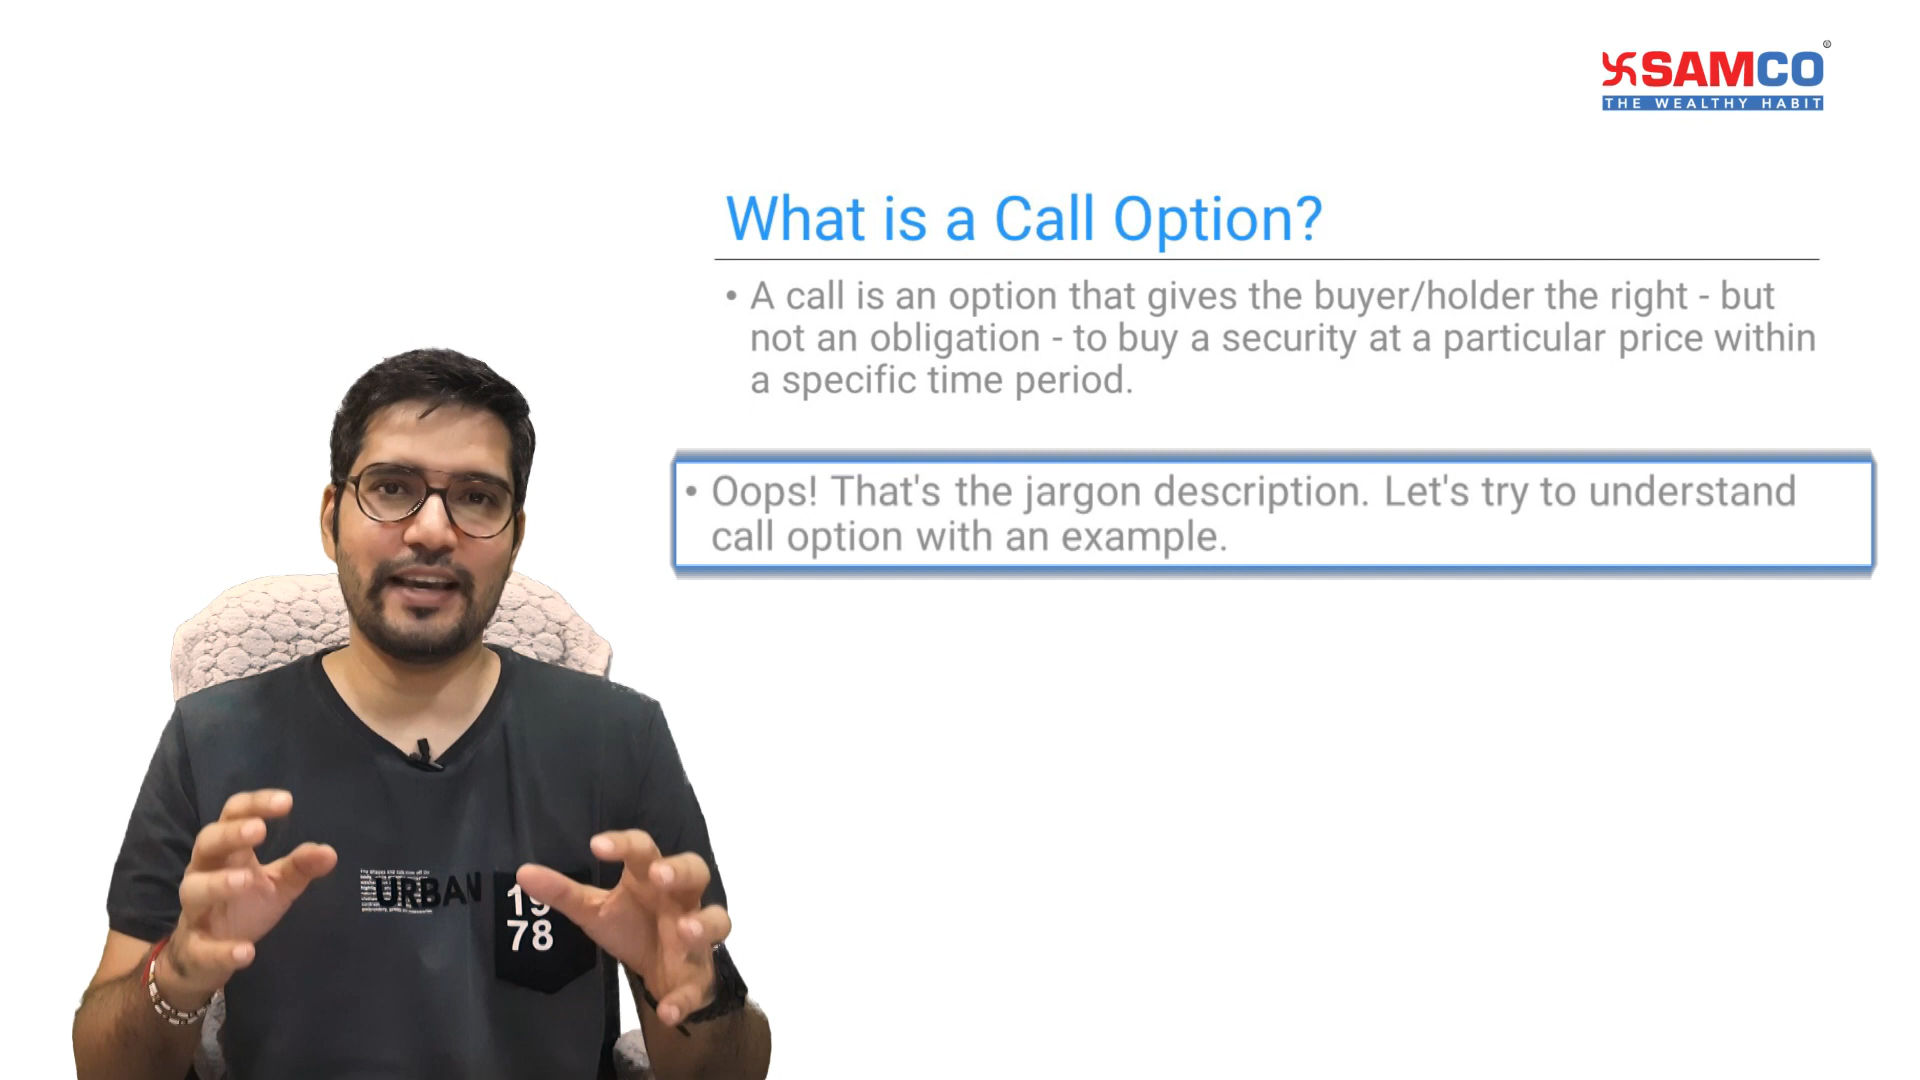 SAMCO®
THE WEALTHY HABIT
What is a Call Option?
• A call is an option that gives the buyer/holder the right - but
not an obligation - to buy a security at a particular price within
a specific time period.
• Oops! That's the jargon description. Let's try to understand
call option with an example.
URBAN
19
78